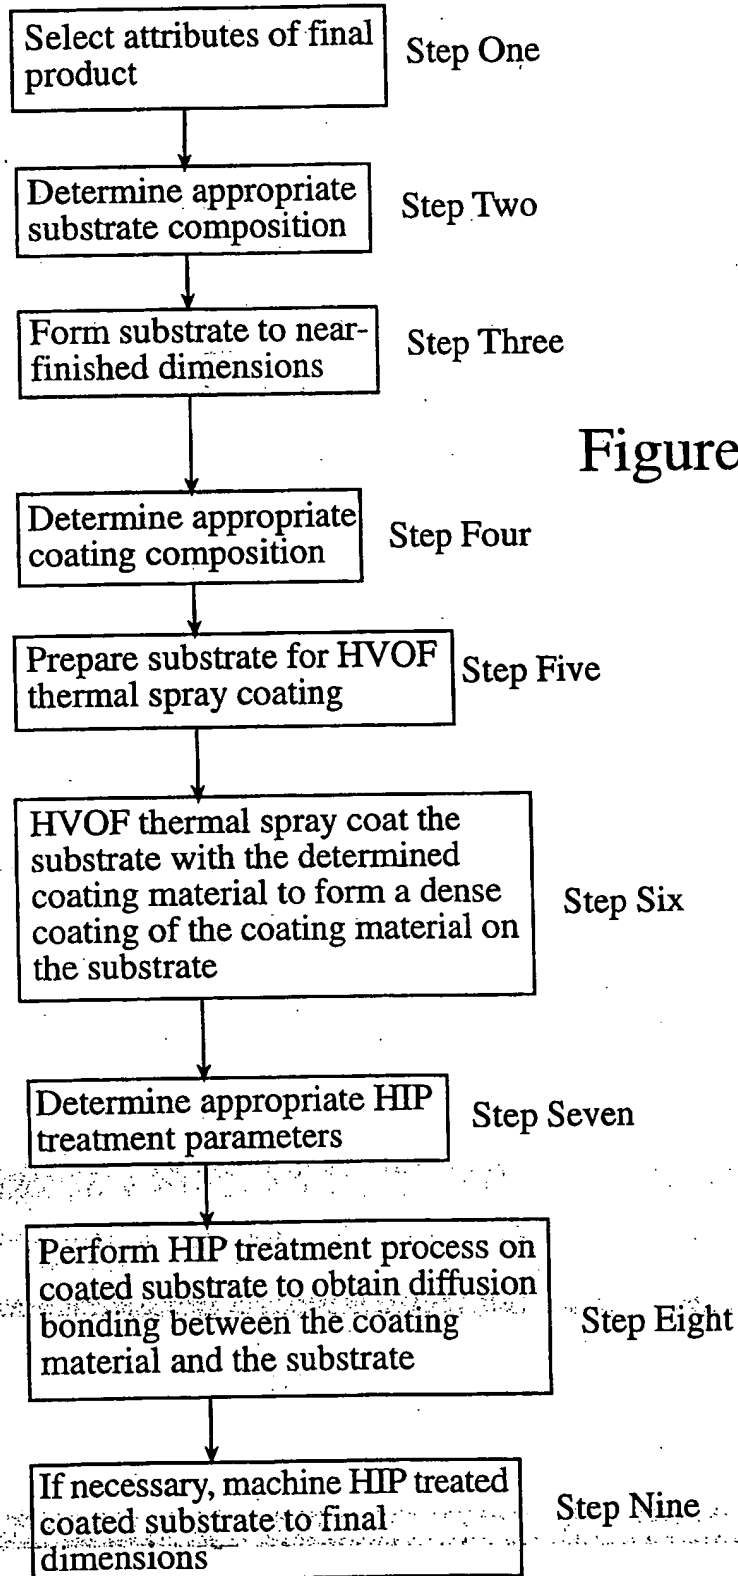 Select attributes of final
product
Step One
Determine appropriate
substrate composition
Step Two
Form substrate to near-
finished dimensions
Step Three
Figure
Determine appropriate
coating composition
Step Four
Prepare substrate for HVOF
thermal spray coating
Step Five
HVOF thermal spray coat the
substrate with the determined
coating material to form a dense
coating of the coating material on
the substrate
Step Six
Determine appropriate HIP
treatment parameters
Step Seven
Perform HIP treatment process on
coated substrate to obtain diffusion
bonding between the coating
material and the substrate
Step Eight
If necessary, machine HIP treated
coated substrate to final
dimensions
Step Nine